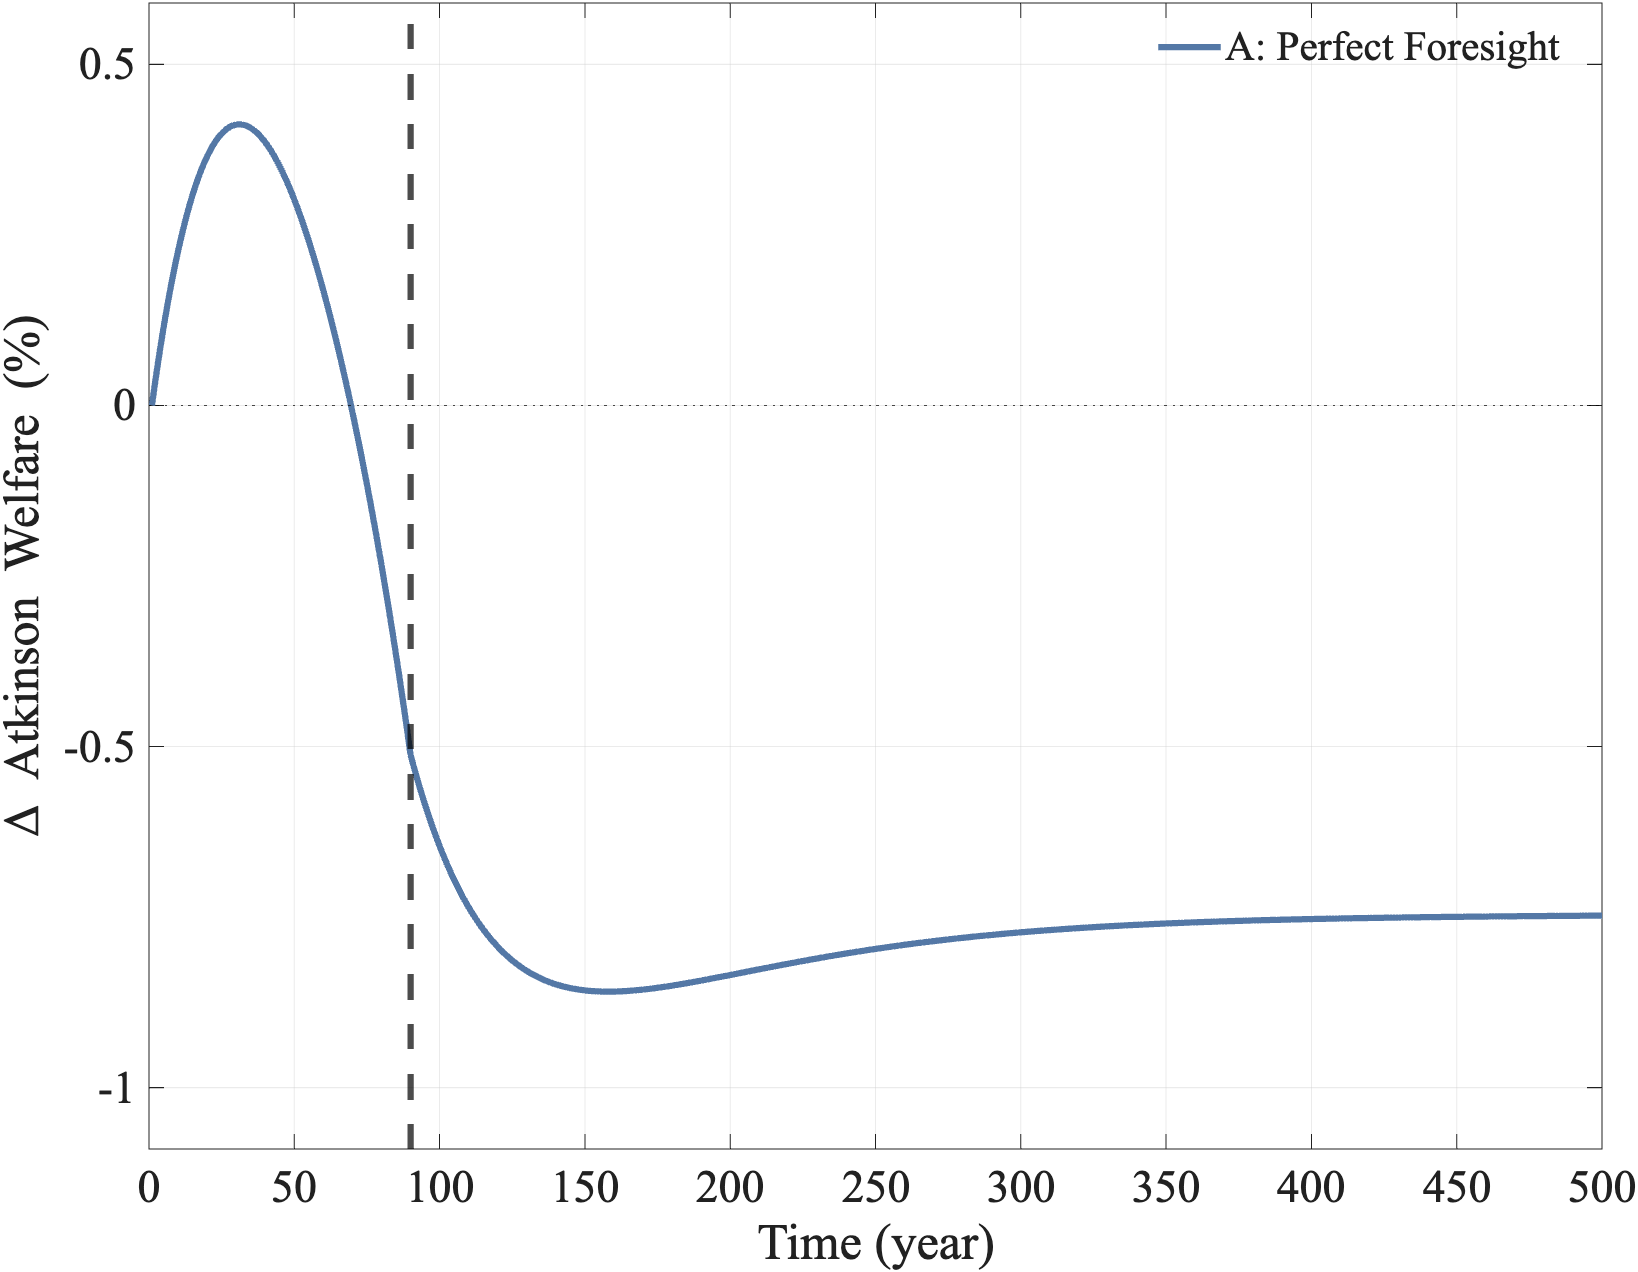 A: Perfect Foresight
0.5
0
-0.5
-1
Δ Atkinson Welfare (%)
0 50 100 150 200 250 300 350 400 450 500
Time (year)